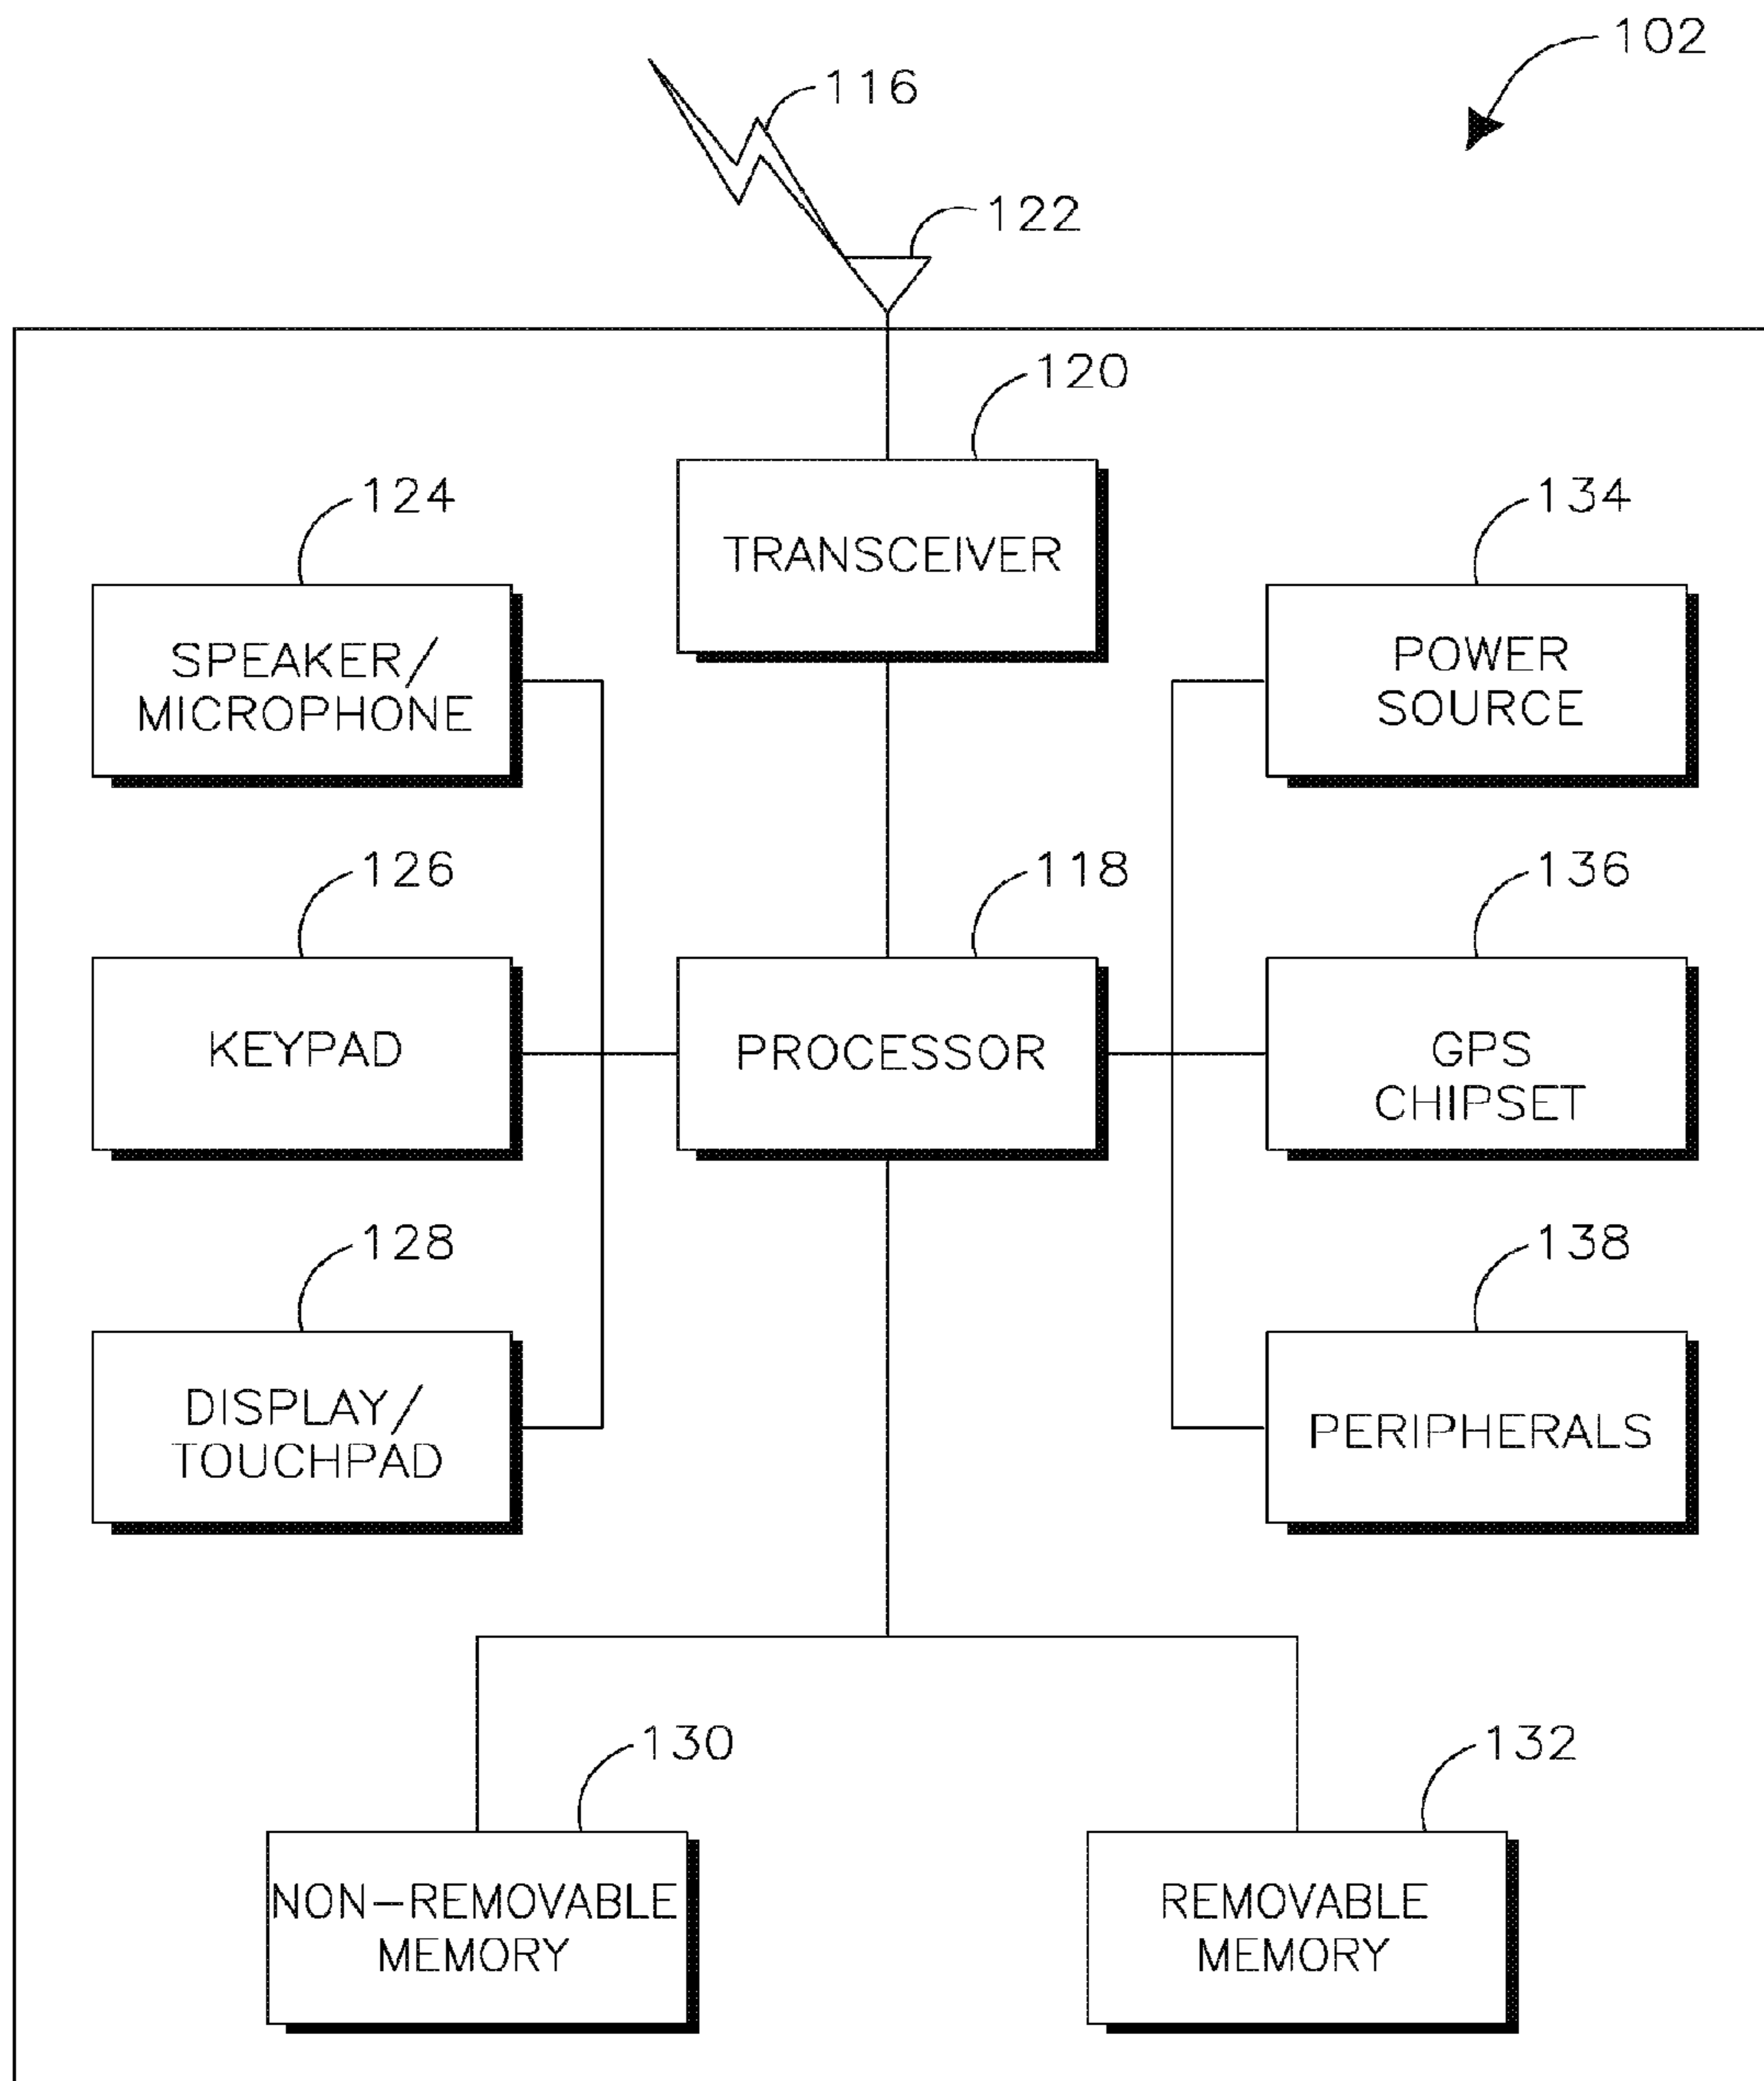 102
116
122
120
TRANSCEIVER
124
SPEAKER/
MICROPHONE
134
POWER
SOURCE
126
KEYPAD
118
PROCESSOR
136
GPS
CHIPSET
128
DISPLAY/
TOUCHPAD
138
PERIPHERALS
130
NON-REMOVABLE
MEMORY
132
REMOVABLE
MEMORY